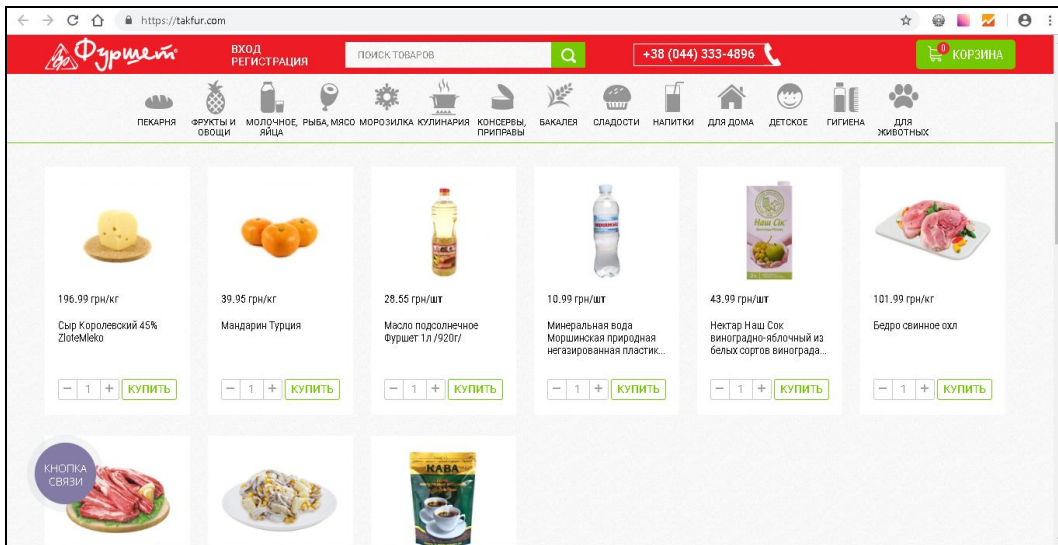 https://takfur.com
Фуршет
ВХОД
РЕГИСТРАЦИЯ
ПОИСК ТОВАРОВ
+38 (044) 333-4896
0
КОРЗИНА
ПЕКАРНЯ
ФРУКТЫ И
ОВОЩИ
МОЛОЧНОЕ,
ЯЙЦА
РЫБА, МЯСО
МОРОЗИЛКА
КУЛИНАРИЯ
КОНСЕРВЫ,
ПРИПРАВЫ
БАКАЛЕЯ
СЛАДОСТИ
НАПИТКИ
ДЛЯ ДОМА
ДЕТСКОЕ
ГИГИЕНА
ДЛЯ
ЖИВОТНЫХ
196.99 грн/кг
Сыр Королевский 45%
ZloteMleko
− 1 + КУПИТЬ
39.95 грн/кг
Мандарин Турция
− 1 + КУПИТЬ
28.55 грн/шт
Масло подсолнечное
Фуршет 1л /920г/
− 1 + КУПИТЬ
10.99 грн/шт
Минеральная вода
Моршинская природная
негазированная пластик...
− 1 + КУПИТЬ
Наш Сік
43.99 грн/шт
Нектар Наш Сок
виноградно-яблочный из
белых сортов винограда...
− 1 + КУПИТЬ
101.99 грн/кг
Бедро свинное охл
− 1 + КУПИТЬ
КНОПКА
СВЯЗИ
КАВА